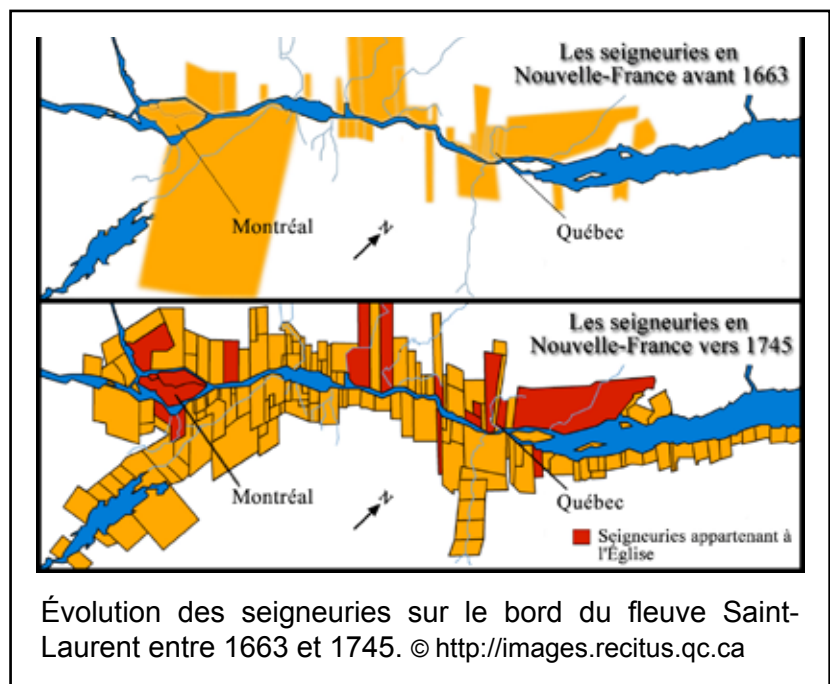 Les seigneuries en
Nouvelle-France avant 1663
Montréal
N
Québec
Les seigneuries en
Nouvelle-France vers 1745
Montréal
N
Québec
Seigneuries appartenant à
l'Église
Évolution des seigneuries sur le bord du fleuve Saint-
Laurent entre 1663 et 1745. © http://images.recitus.qc.ca